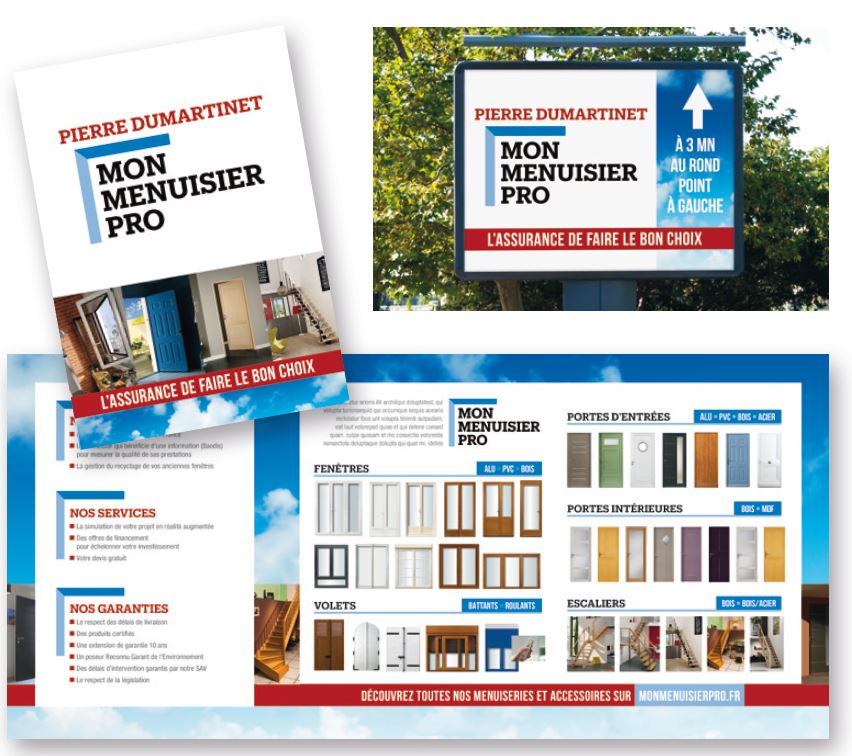 PIERRE DUMARTINET
MON
MENUISIER
PRO
L'ASSURANCE DE FAIRE LE BON CHOIX
PIERRE DUMARTINET
MON
MENUISIER
PRO
À 3 MN
AU ROND
POINT
À GAUCHE
L'ASSURANCE DE FAIRE LE BON CHOIX
qui bénéficie d'une information (Baodis)
pour mesurer la qualité de ses prestations
La gestion du recyclage de vos anciennes fenêtres
NOS SERVICES
La simulation de votre projet en réalité augmentée
Des offres de financement
pour échelonner votre investissement
Votre devis gratuit
NOS GARANTIES
Le respect des délais de livraison
Des produits certifiés
Une extension de garantie 10 ans
Un poseur Reconnu Garant de l'Environnement
Des délais d'intervention garantis par notre SAV
Le respect de la législation
MON
MENUISIER
PRO
FENÊTRES
ALU • PVC • BOIS
VOLETS
BATTANTS • ROULANTS
PORTES D'ENTRÉES
ALU • PVC • BOIS • ACIER
PORTES INTÉRIEURES
BOIS • MDF
ESCALIERS
BOIS • BOIS/ACIER
DÉCOUVREZ TOUTES NOS MENUISERIES ET ACCESSOIRES SUR MONMENUISIERPRO.FR